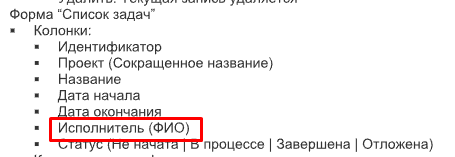 Удалить: Текущая запись удаляется
Форма “Список задач”
▪ Колонки:
▪ Идентификатор
▪ Проект (Сокращенное название)
▪ Название
▪ Дата начала
▪ Дата окончания
▪ Исполнитель (ФИО)
▪ Статус (Не начата | В процессе | Завершена | Отложена)